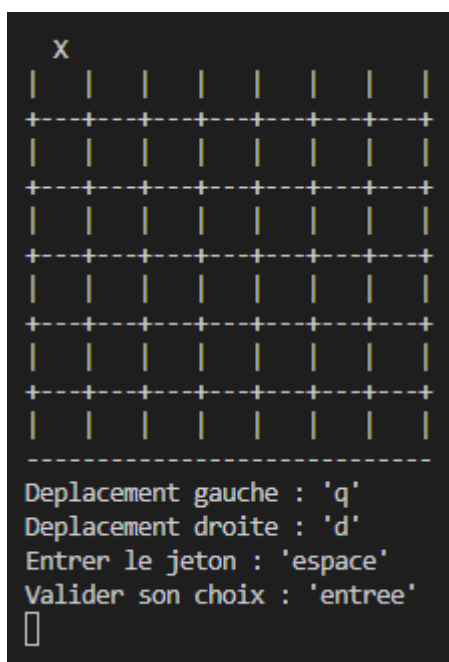 X
|   |   |   |   |   |   |   |
+---+---+---+---+---+---+---+
|   |   |   |   |   |   |   |
+---+---+---+---+---+---+---+
|   |   |   |   |   |   |   |
+---+---+---+---+---+---+---+
|   |   |   |   |   |   |   |
+---+---+---+---+---+---+---+
|   |   |   |   |   |   |   |
+---+---+---+---+---+---+---+
|   |   |   |   |   |   |   |
-----------------------------
Deplacement gauche : 'q'
Deplacement droite : 'd'
Entrer le jeton : 'espace'
Valider son choix : 'entree'